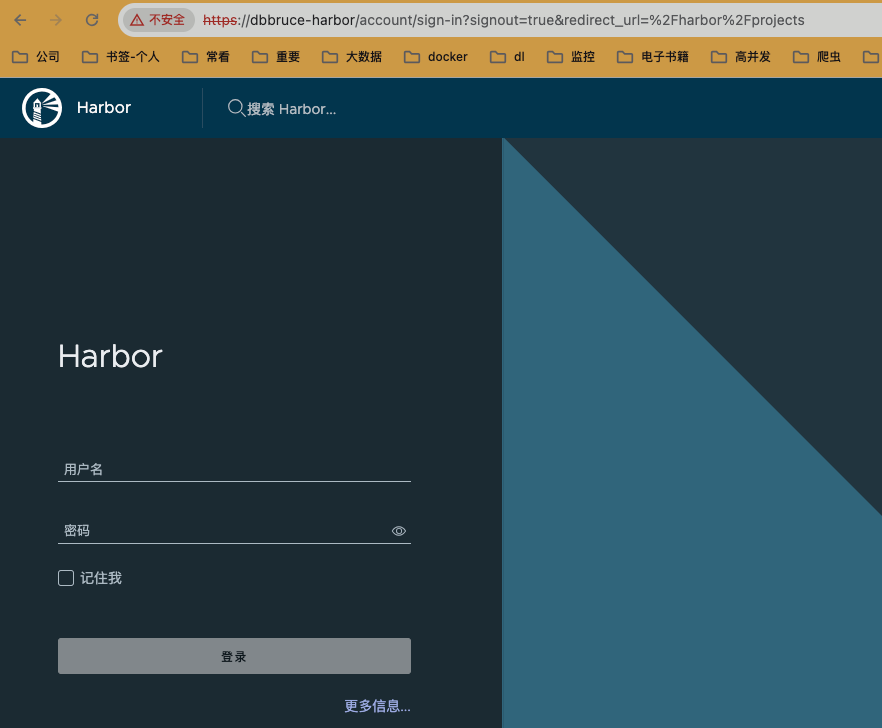 不安全 https://dbbruce-harbor/account/sign-in?signout=true&redirect_url=%2Fharbor%2Fprojects
公司 书签-个人 常看 重要 大数据 docker dl 监控 电子书籍 高并发 爬虫
Harbor 搜索 Harbor...
Harbor
用户名
密码
记住我
登录
更多信息...